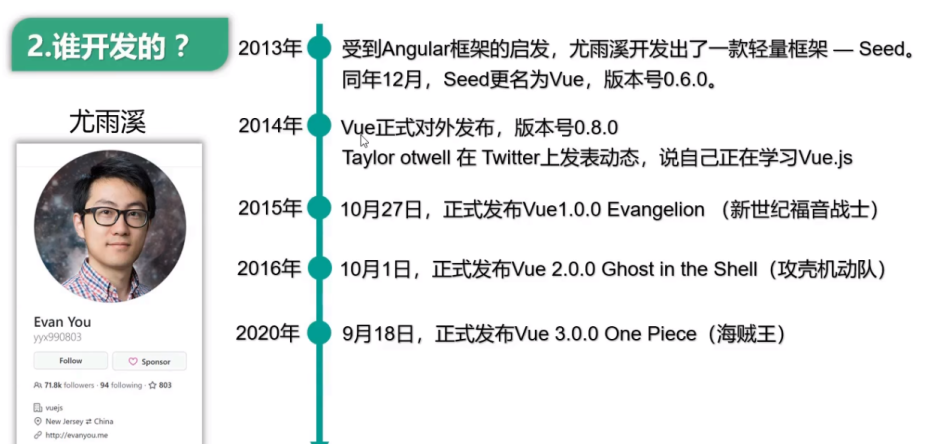 2.谁开发的？
尤雨溪
Evan You
yyx990803
Follow
Sponsor
71.8k followers · 94 following · 803
vuejs
New Jersey ⇄ China
http://evanyou.me
2013年
受到Angular框架的启发，尤雨溪开发出了一款轻量框架 — Seed。
同年12月，Seed更名为Vue，版本号0.6.0。
2014年
Vue正式对外发布，版本号0.8.0
Taylor otwell 在 Twitter上发表动态，说自己正在学习Vue.js
2015年
10月27日，正式发布Vue1.0.0 Evangelion （新世纪福音战士）
2016年
10月1日，正式发布Vue 2.0.0 Ghost in the Shell（攻壳机动队）
2020年
9月18日，正式发布Vue 3.0.0 One Piece（海贼王）